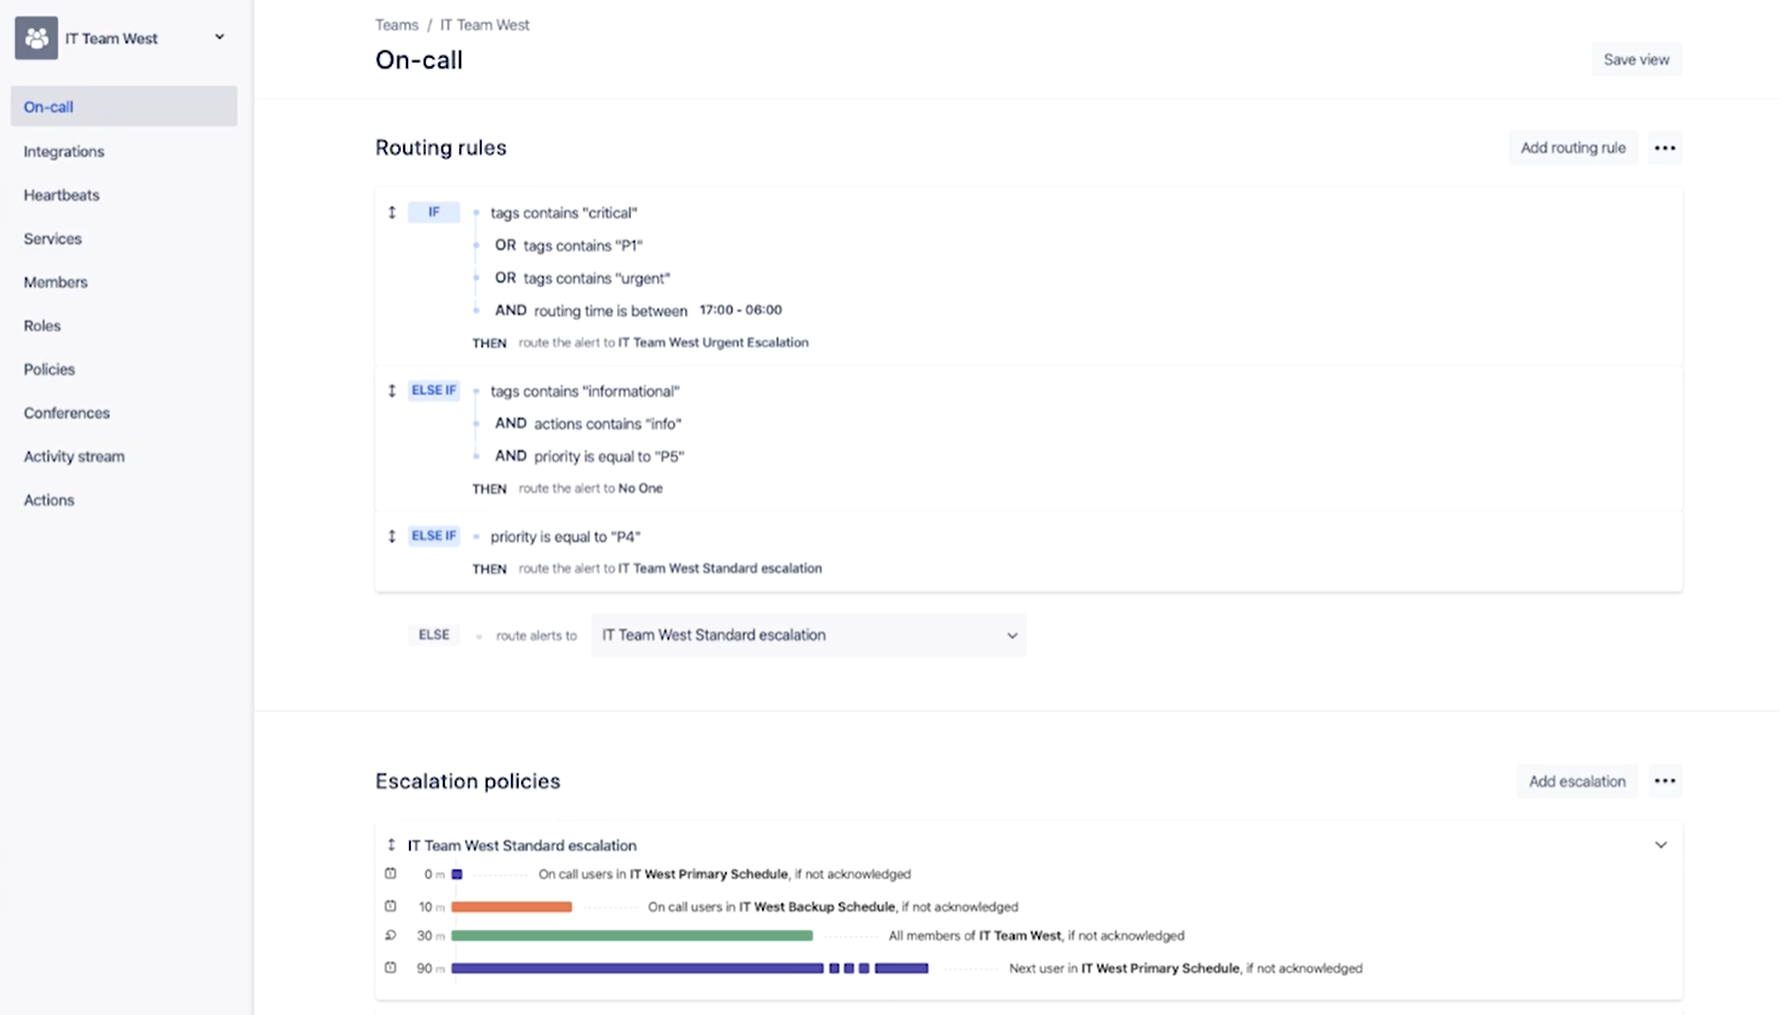 IT Team West
On-call
Integrations
Heartbeats
Services
Members
Roles
Policies
Conferences
Activity stream
Actions
Teams / IT Team West
On-call
Save view
Routing rules
Add routing rule
IF tags contains "critical"
OR tags contains "P1"
OR tags contains "urgent"
AND routing time is between 17:00 - 06:00
THEN route the alert to IT Team West Urgent Escalation
ELSE IF tags contains "informational"
AND actions contains "info"
AND priority is equal to "P5"
THEN route the alert to No One
ELSE IF priority is equal to "P4"
THEN route the alert to IT Team West Standard escalation
ELSE route alerts to IT Team West Standard escalation
Escalation policies
Add escalation
IT Team West Standard escalation
0 m On call users in IT West Primary Schedule, if not acknowledged
10 m On call users in IT West Backup Schedule, if not acknowledged
30 m All members of IT Team West, if not acknowledged
90 m Next user in IT West Primary Schedule, if not acknowledged